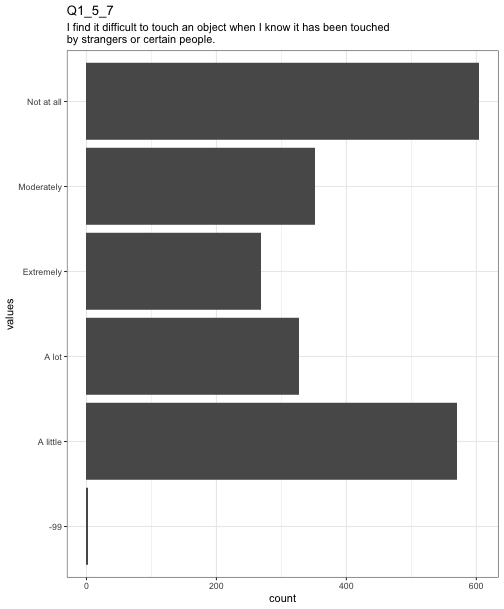 Q1_5_7
I find it difficult to touch an object when I know it has been touched
by strangers or certain people.
Not at all
Moderately
Extremely
A lot
A little
-99
values
0 200 400 600
count